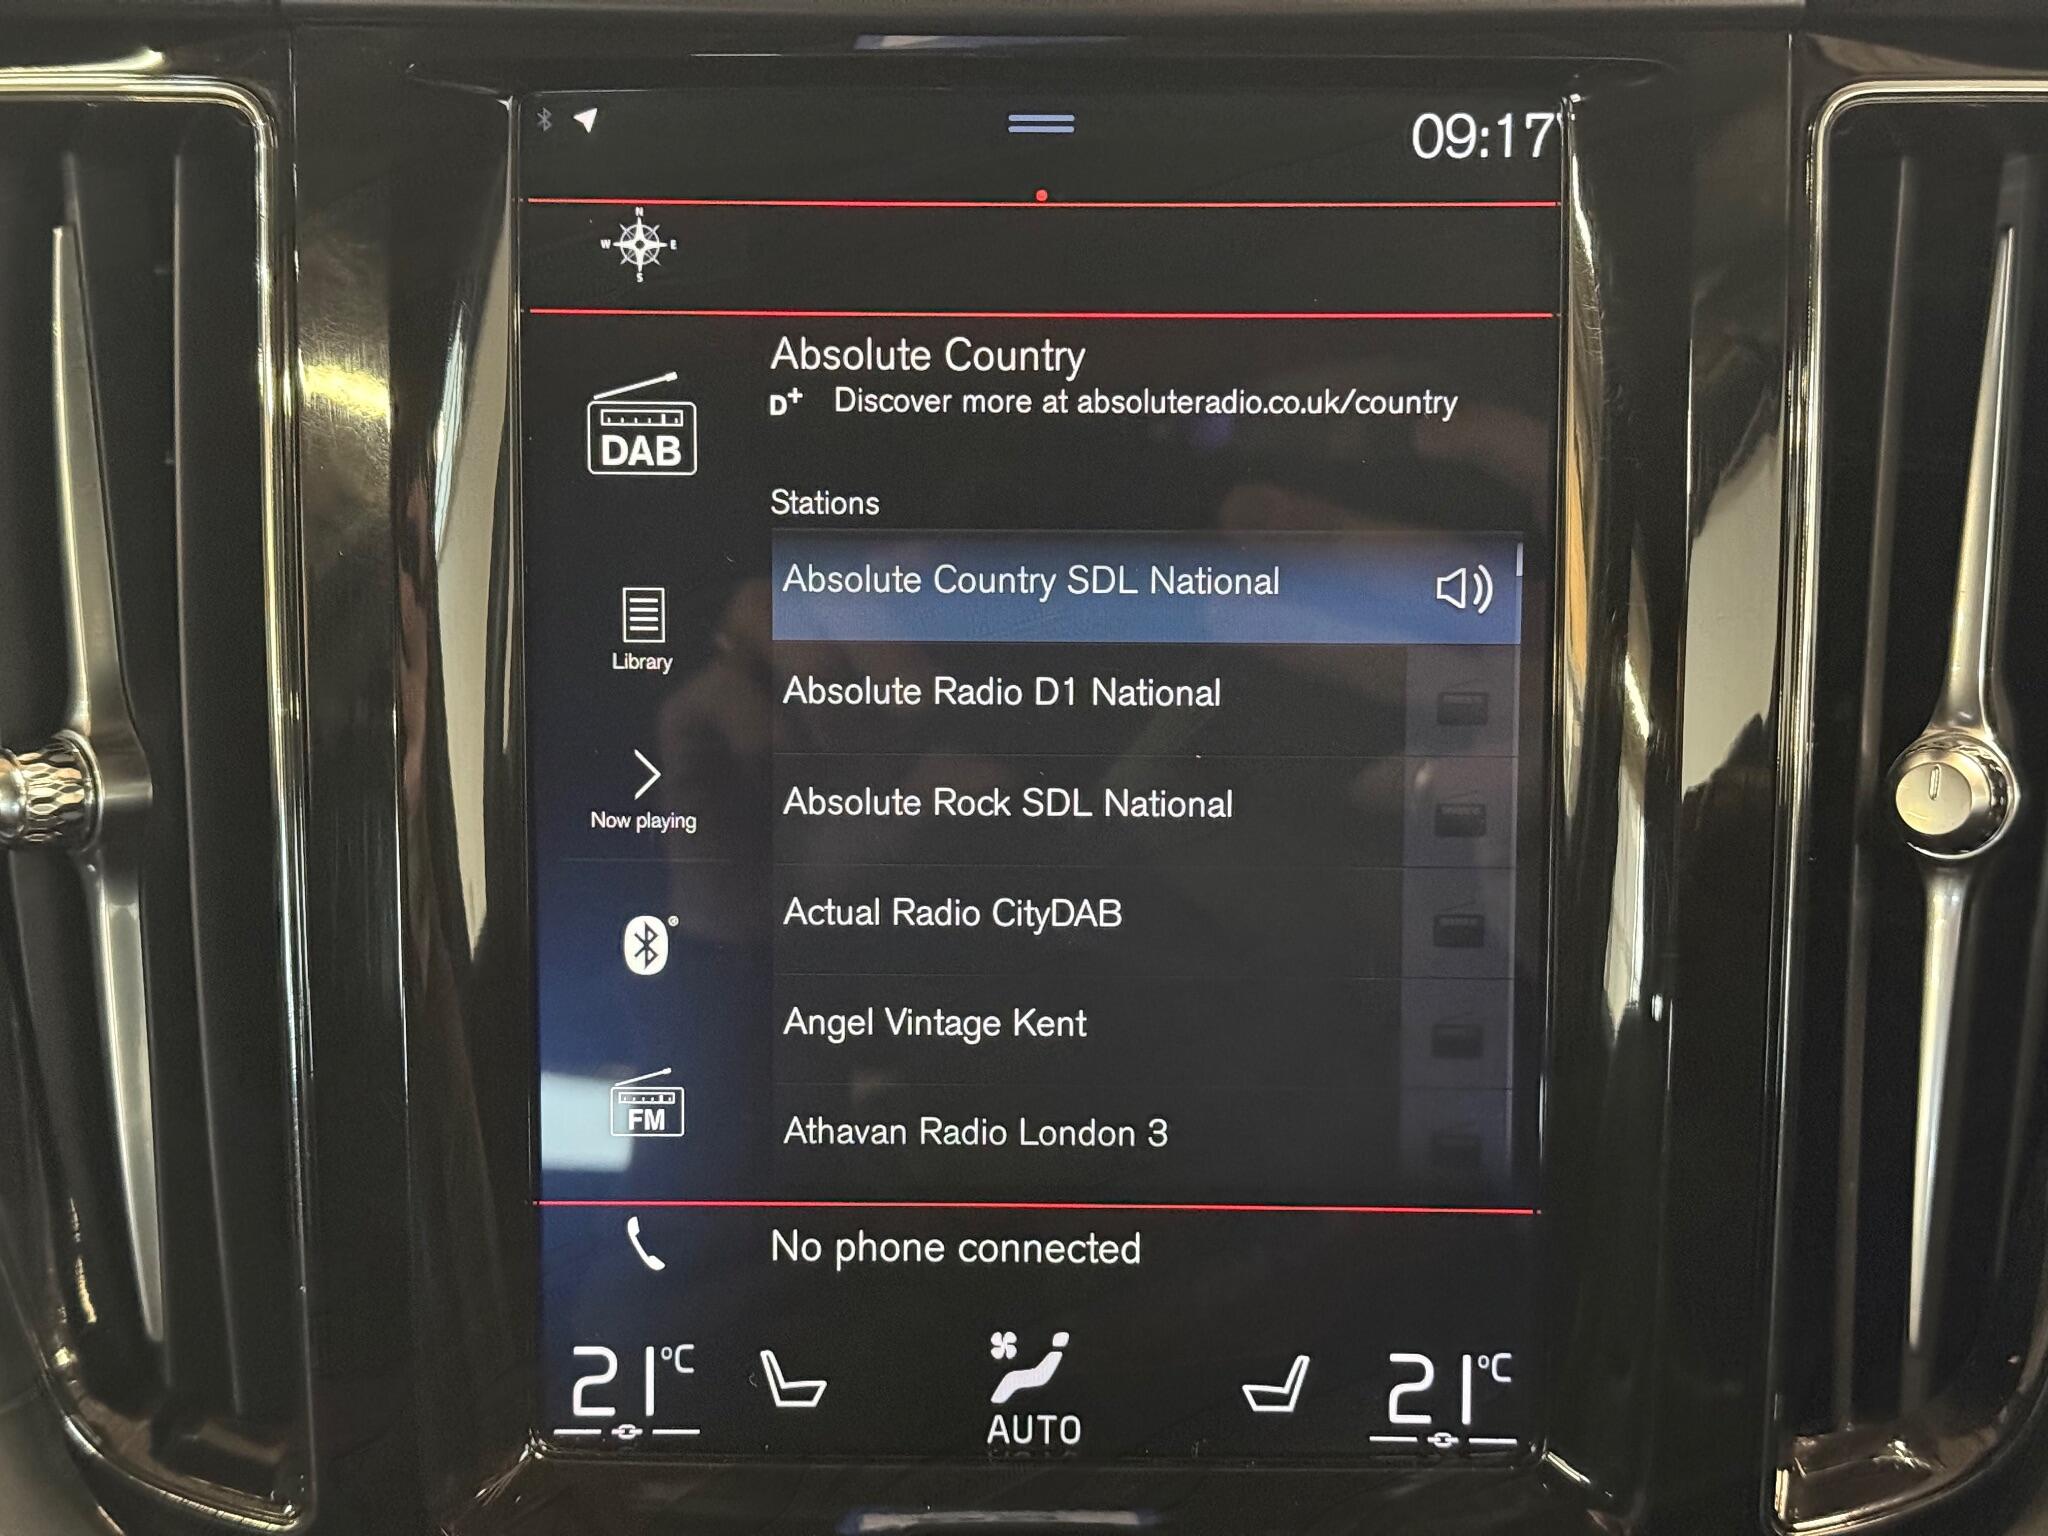 09:17
N
W E
S
Absolute Country
D+ Discover more at absoluteradio.co.uk/country
DAB
Stations
Absolute Country SDL National
Library
Absolute Radio D1 National
Now playing
Absolute Rock SDL National
Actual Radio CityDAB
Angel Vintage Kent
FM
Athavan Radio London 3
No phone connected
21°C
AUTO
21°C